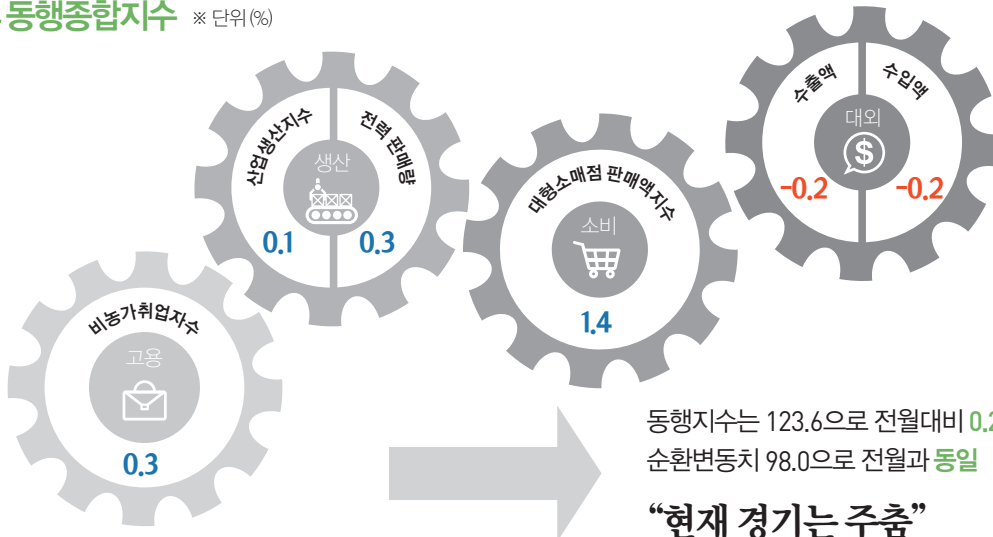 동행종합지수 ※ 단위(%)
수출액
수입액
대외
$
-0.2
-0.2
산업생산지수
전력 판매량
생산
0.1
0.3
대형소매점 판매액지수
소비
1.4
비농가취업자수
고용
0.3
동행지수는 123.6으로 전월대비 0.2
순환변동치 98.0으로 전월과 동일
“현재 경기는 주춤”